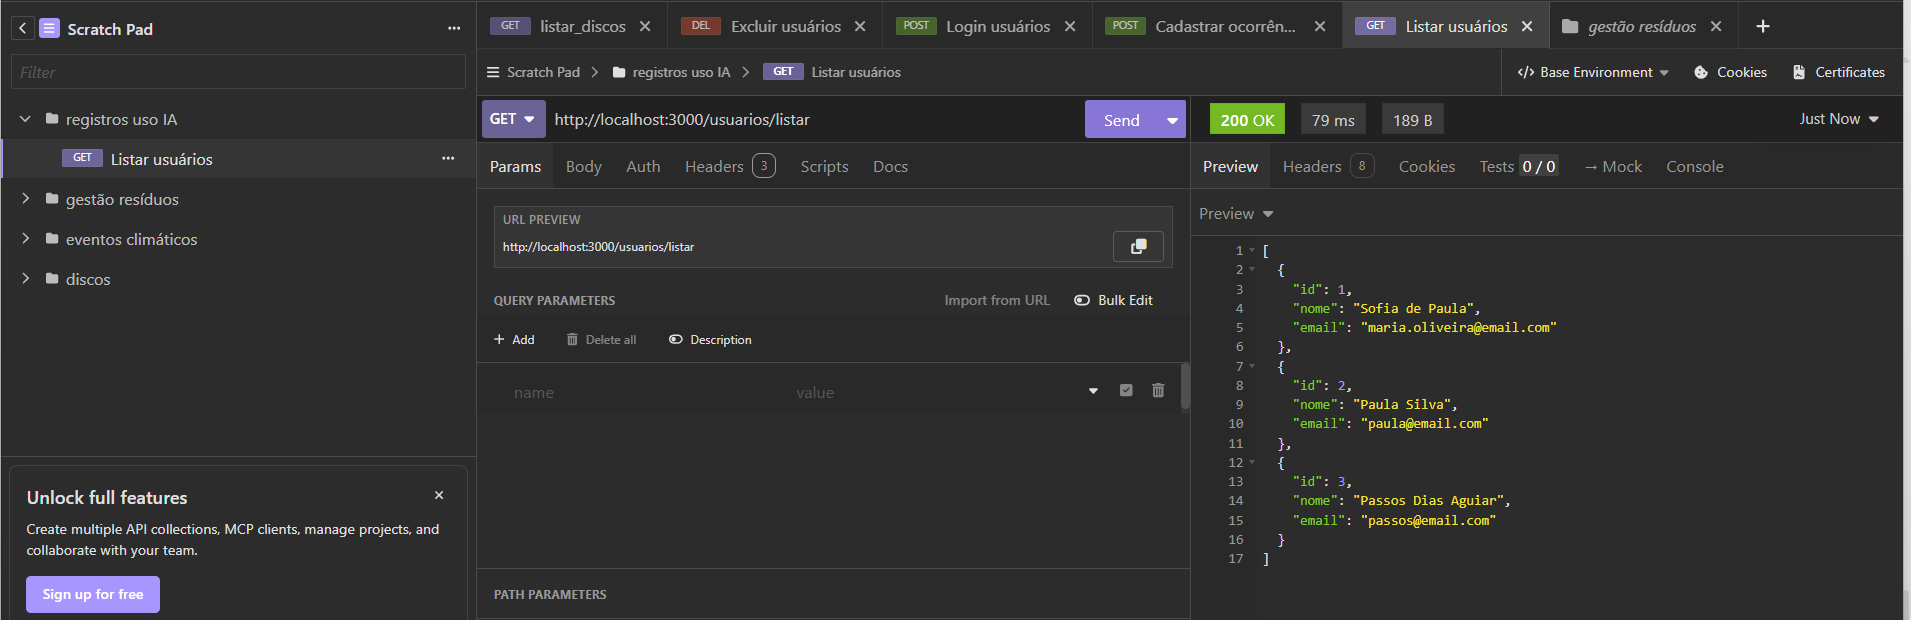 Scratch Pad
Filter
registros uso IA
GET Listar usuários
gestão resíduos
eventos climáticos
discos
Unlock full features
Create multiple API collections, MCP clients, manage projects, and
collaborate with your team.
Sign up for free
GET listar_discos DEL Excluir usuários POST Login usuários POST Cadastrar ocorrên... GET Listar usuários gestão resíduos
Scratch Pad registros uso IA GET Listar usuários
</> Base Environment Cookies Certificates
GET http://localhost:3000/usuarios/listar Send
Params Body Auth Headers 3 Scripts Docs
URL PREVIEW
http://localhost:3000/usuarios/listar
QUERY PARAMETERS Import from URL Bulk Edit
+ Add Delete all Description
name value
PATH PARAMETERS
200 OK 79 ms 189 B Just Now
Preview Headers 8 Cookies Tests 0 / 0 → Mock Console
Preview
1 [
2 {
3 "id": 1,
4 "nome": "Sofia de Paula",
5 "email": "maria.oliveira@email.com"
6 },
7 {
8 "id": 2,
9 "nome": "Paula Silva",
10 "email": "paula@email.com"
11 },
12 {
13 "id": 3,
14 "nome": "Passos Dias Aguiar",
15 "email": "passos@email.com"
16 }
17 ]